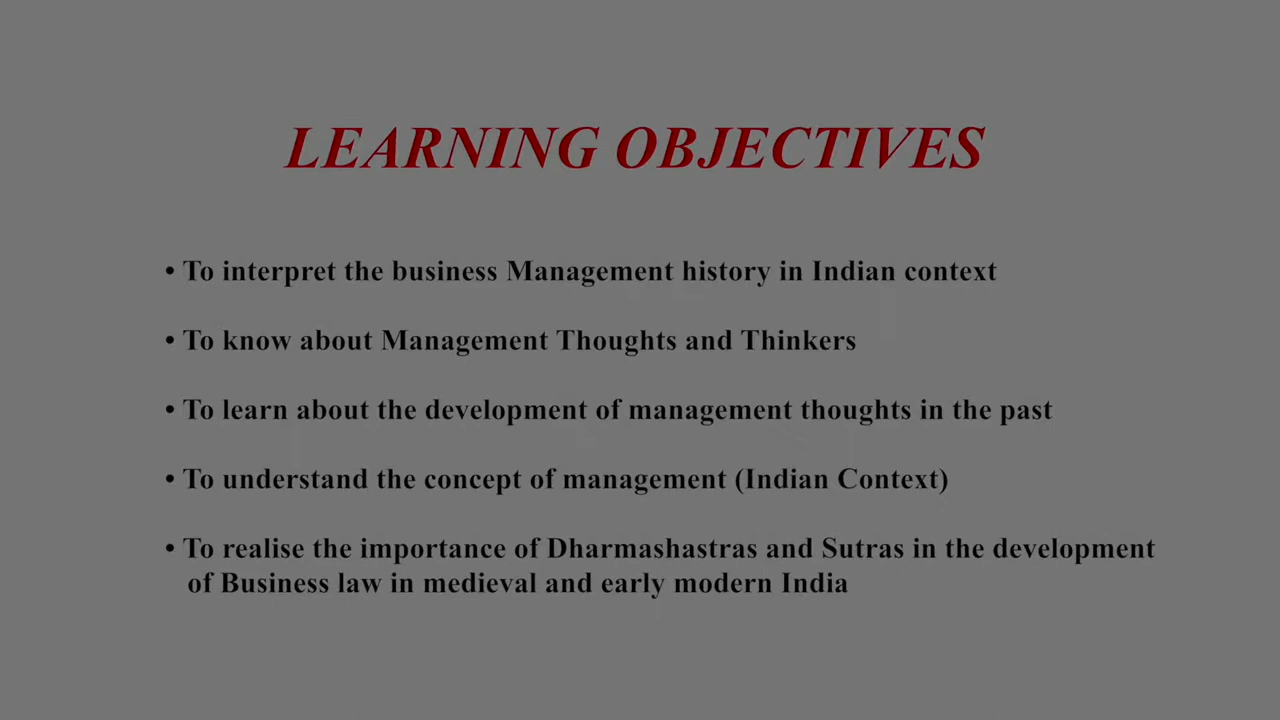 LEARNING OBJECTIVES
• To interpret the business Management history in Indian context
• To know about Management Thoughts and Thinkers
• To learn about the development of management thoughts in the past
• To understand the concept of management (Indian Context)
• To realise the importance of Dharmashastras and Sutras in the development
of Business law in medieval and early modern India